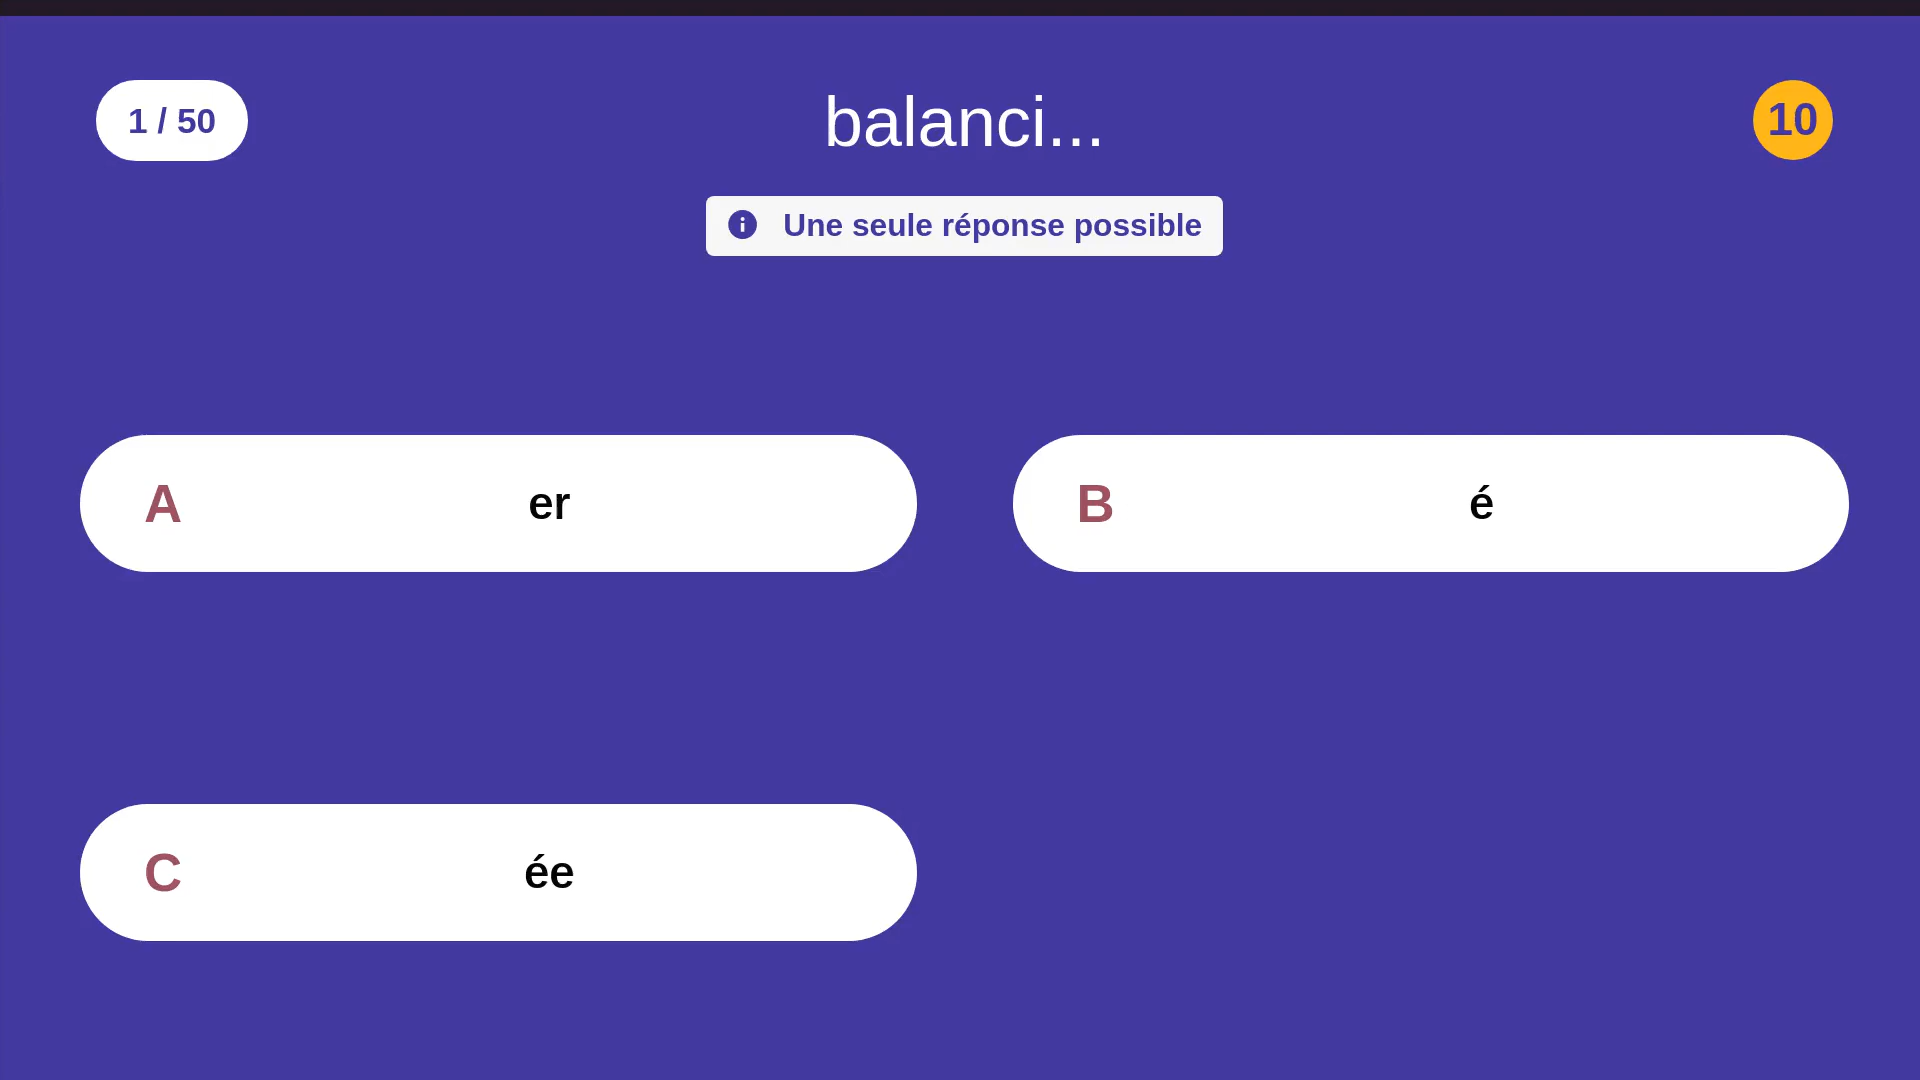 1 / 50
balanci...
10
Une seule réponse possible
A er
B é
C ée